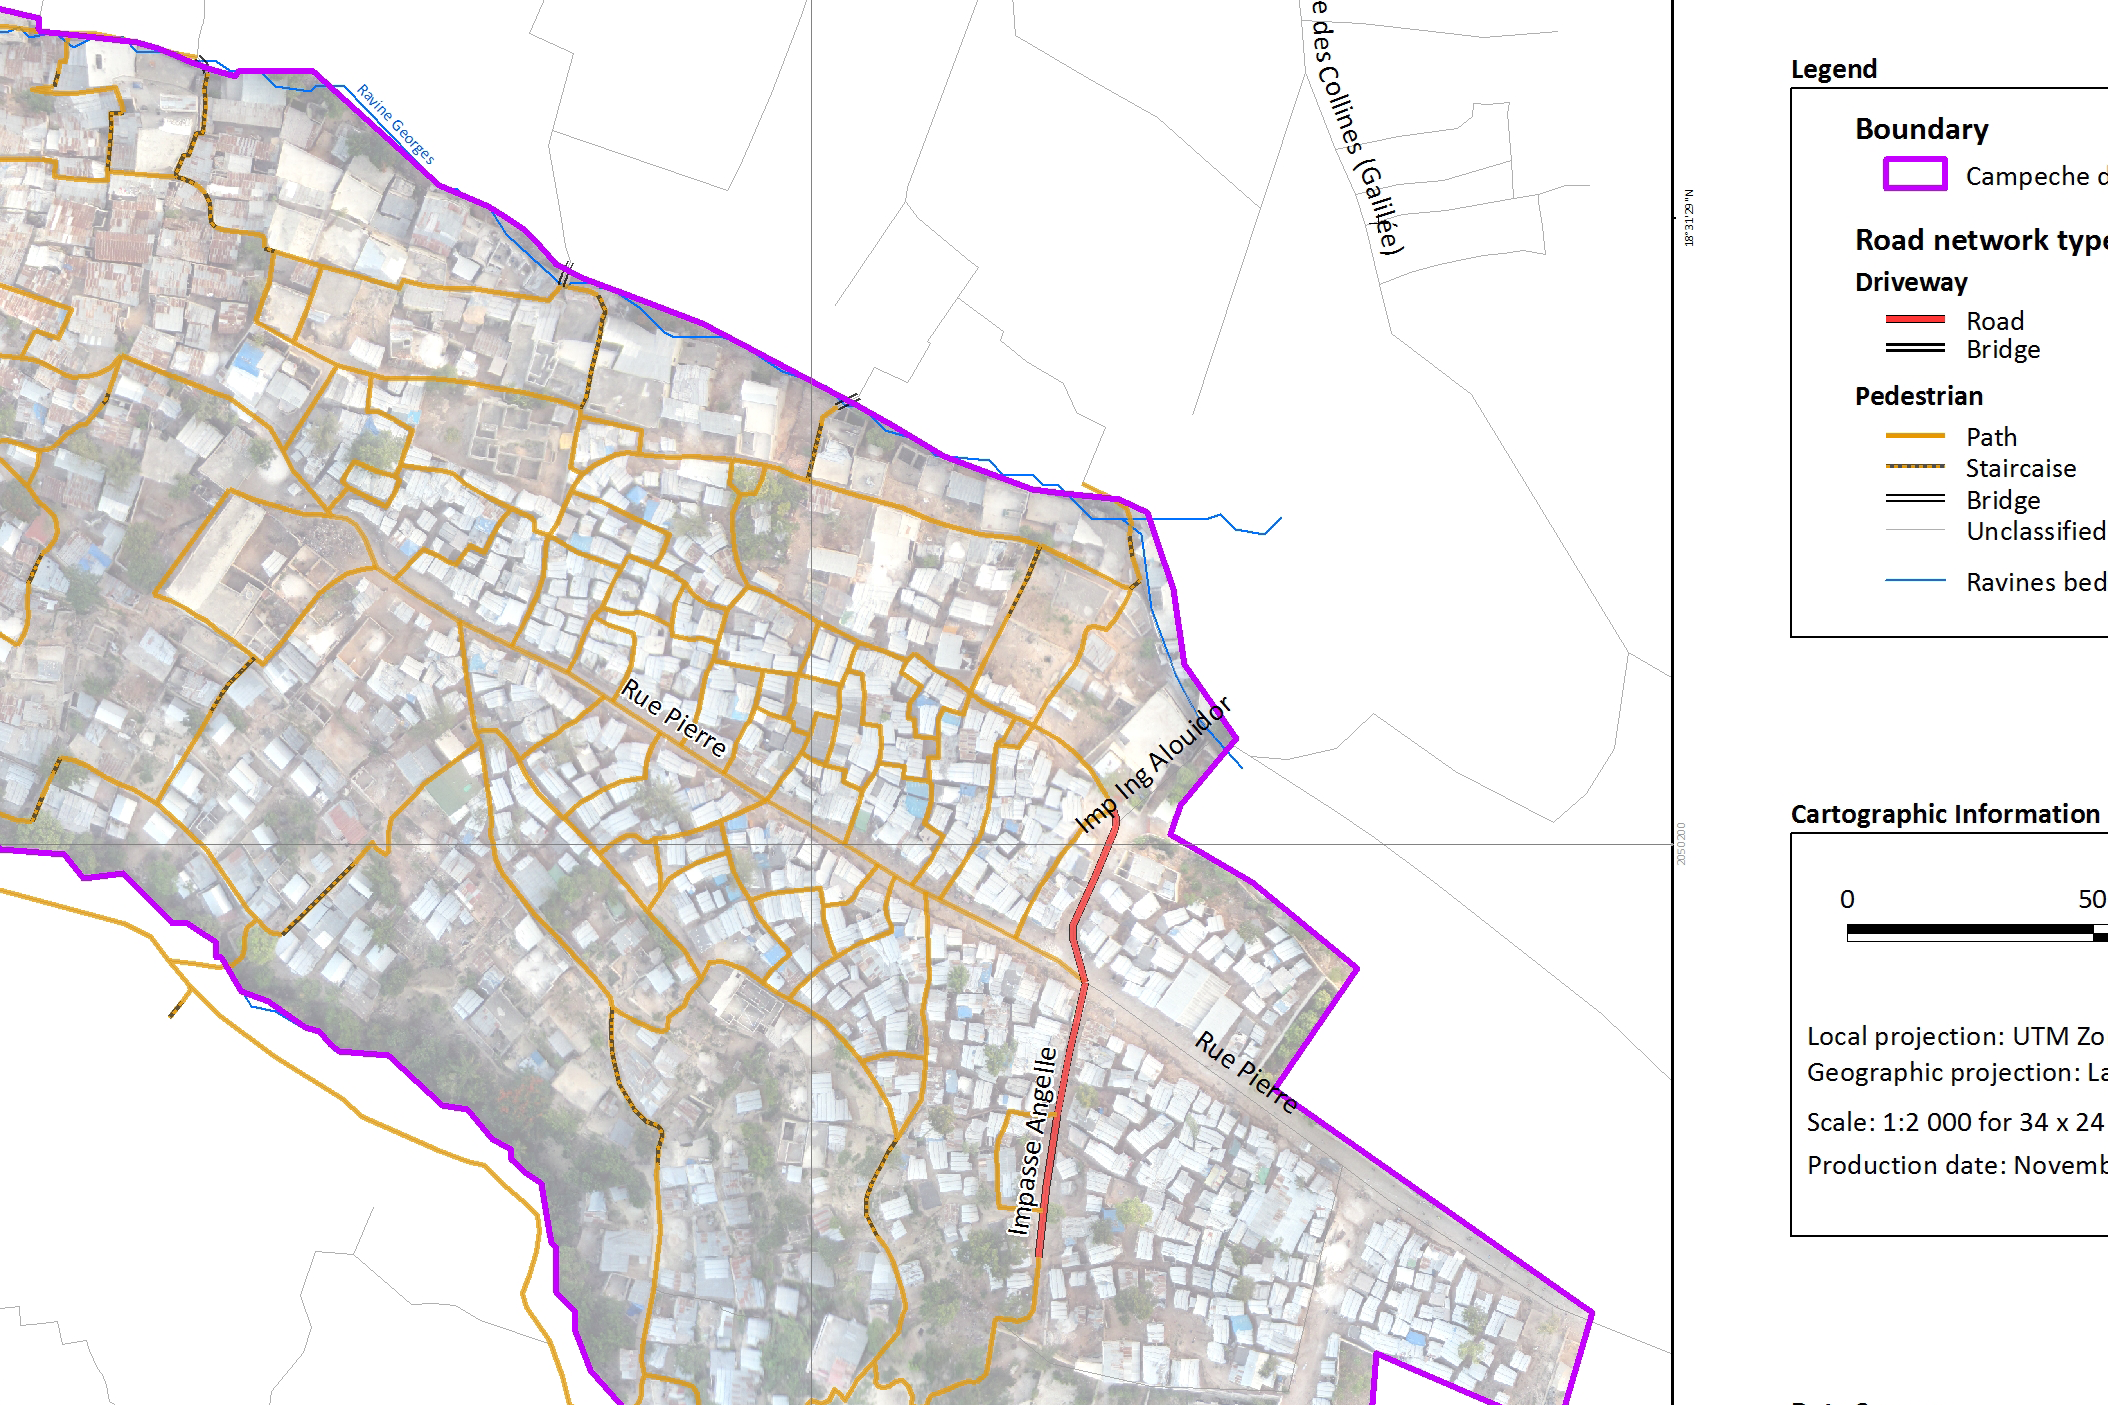 e des Collines (Galilée)
Ravine Georges
Rue Pierre
Imp Ing Alouidor
Rue Pierre
Impasse Angelle
18°31'29"N
2050200
Legend
Boundary
Campeche d
Road network type
Driveway
Road
Bridge
Pedestrian
Path
Staircaise
Bridge
Unclassified
Ravines bed
Cartographic Information
0 50
Local projection: UTM Zo
Geographic projection: La
Scale: 1:2 000 for 34 x 24
Production date: Novemb